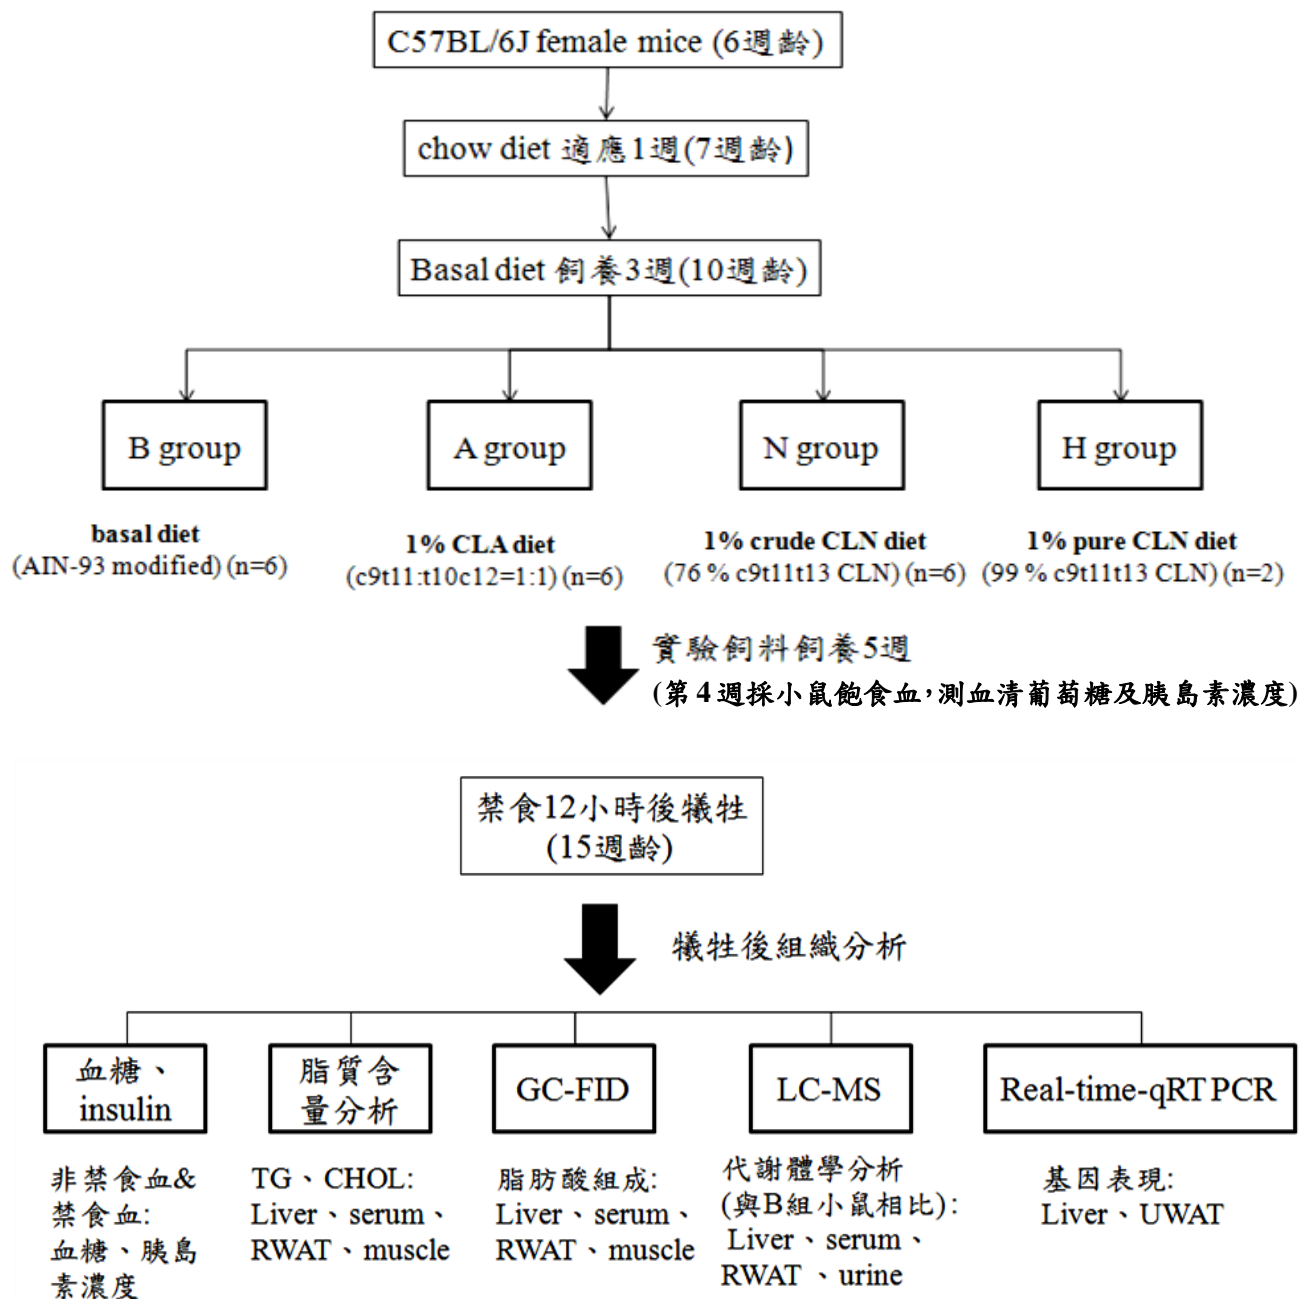 C57BL/6J female mice (6週齡)
chow diet 適應1週(7週齡)
Basal diet 飼養3週(10週齡)
B group
A group
N group
H group
basal diet
(AIN-93 modified) (n=6)
1% CLA diet
(c9t11:t10c12=1:1) (n=6)
1% crude CLN diet
(76 % c9t11t13 CLN) (n=6)
1% pure CLN diet
(99 % c9t11t13 CLN) (n=2)
實驗飼料飼養5週
(第4週採小鼠飽食血,測血清葡萄糖及胰島素濃度)
禁食12小時後犧牲
(15週齡)
犧牲後組織分析
血糖、
insulin
脂質含
量分析
GC-FID
LC-MS
Real-time-qRT PCR
非禁食血&
禁食血:
血糖、胰島
素濃度
TG、CHOL:
Liver、serum、
RWAT、muscle
脂肪酸組成:
Liver、serum、
RWAT、muscle
代謝體學分析
(與B組小鼠相比):
Liver、serum、
RWAT、urine
基因表現:
Liver、UWAT